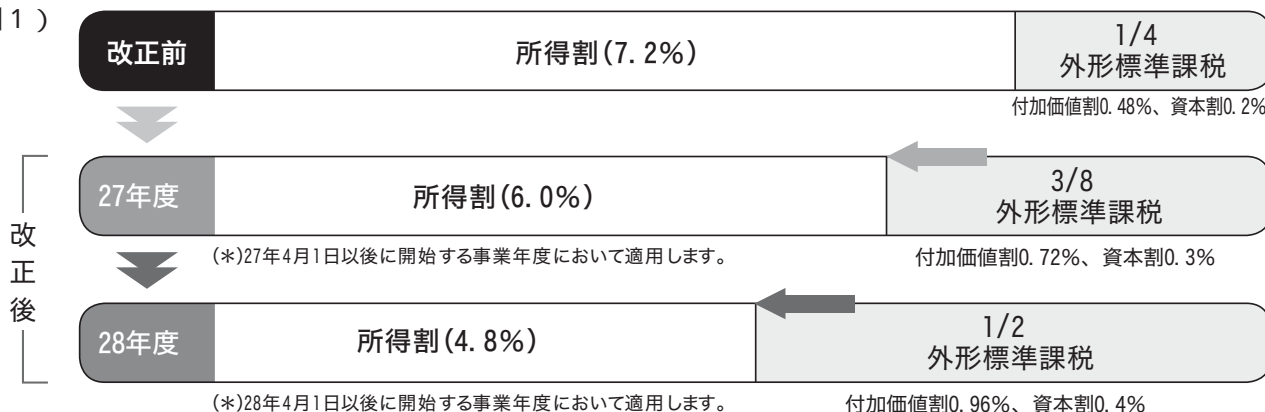 1)
改正前
所得割(7.2%)
1/4
外形標準課税
付加価値割0.48%、資本割0.2%
改正後
27年度
所得割(6.0%)
3/8
外形標準課税
(*)27年4月1日以後に開始する事業年度において適用します。
付加価値割0.72%、資本割0.3%
28年度
所得割(4.8%)
1/2
外形標準課税
(*)28年4月1日以後に開始する事業年度において適用します。
付加価値割0.96%、資本割0.4%